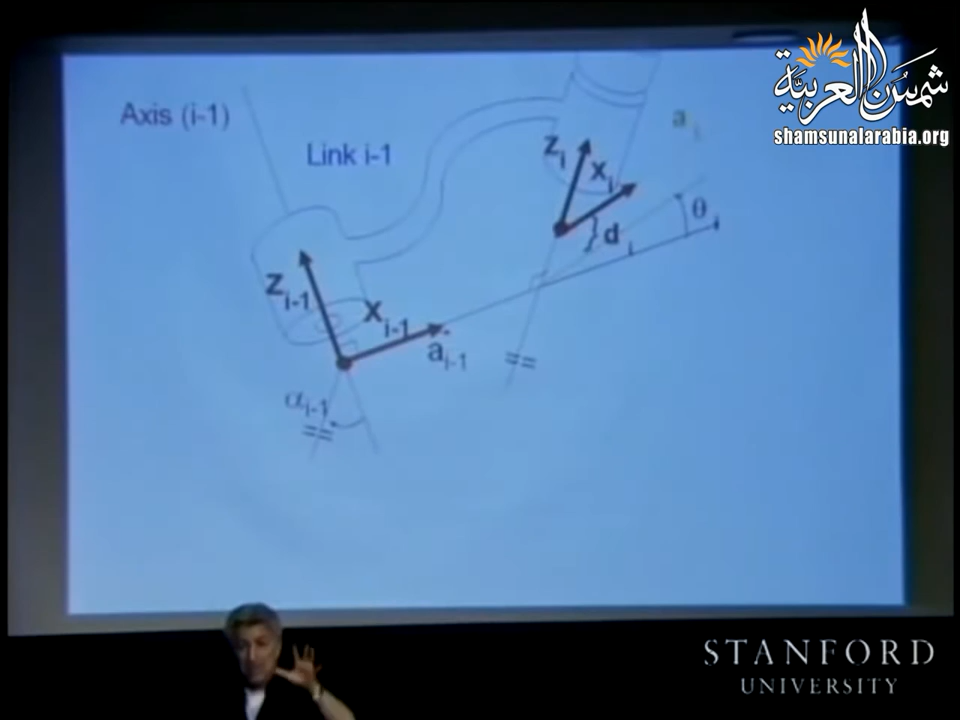 شمس العربية
shamsunalarabia.org
Axis (i-1)
a i
Link i-1
Z i
X i
θ i
d i
Z i-1
X i-1
a i-1
α i-1
STANFORD
UNIVERSITY